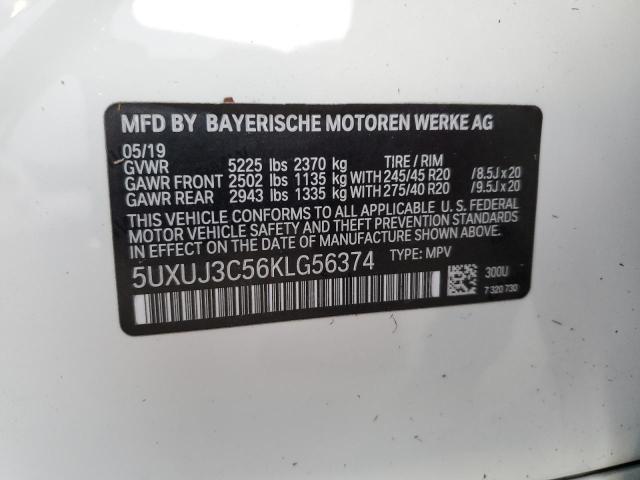 MFD BY BAYERISCHE MOTOREN WERKE AG
05/19
GVWR 5225 lbs 2370 kg TIRE / RIM
GAWR FRONT 2502 lbs 1135 kg WITH 245/45 R20 /8.5J x 20
GAWR REAR 2943 lbs 1335 kg WITH 275/40 R20 /9.5J x 20
THIS VEHICLE CONFORMS TO ALL APPLICABLE U. S. FEDERAL
MOTOR VEHICLE SAFETY AND THEFT PREVENTION STANDARDS
IN EFFECT ON THE DATE OF MANUFACTURE SHOWN ABOVE.
5UXUJ3C56KLG56374 TYPE: MPV
300U
7 320 730